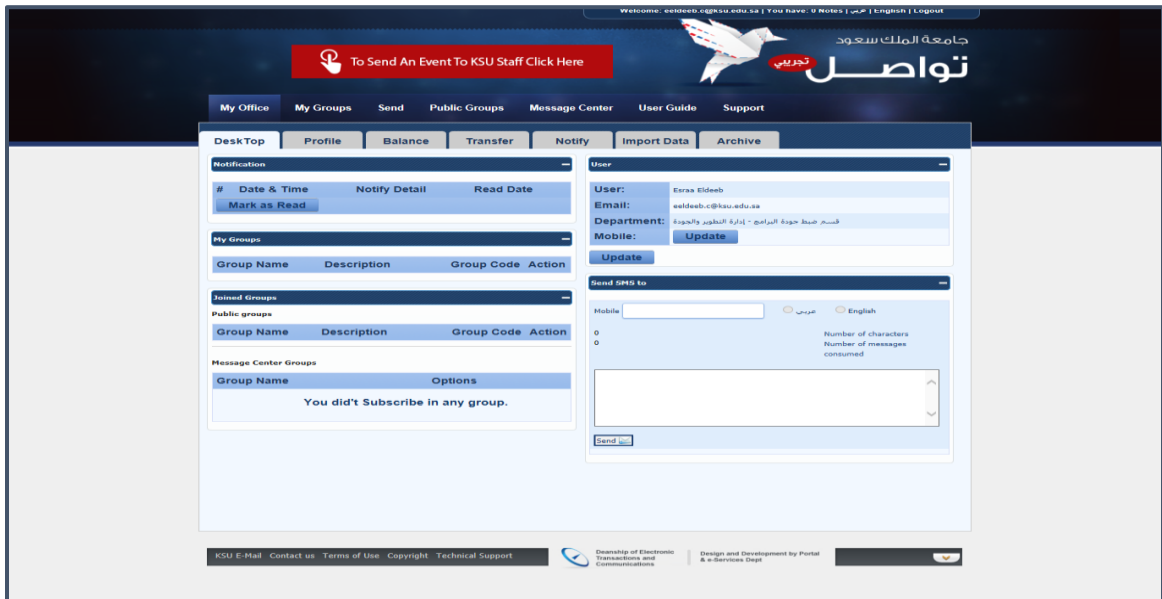 Welcome: eeldeeb.c@ksu.edu.sa | You have: 0 Notes | عربي | English | Logout
جامعة الملك سعود
تواصل
تجريبي
To Send An Event To KSU Staff Click Here
My Office My Groups Send Public Groups Message Center User Guide Support
DeskTop Profile Balance Transfer Notify Import Data Archive
Notification
# Date & Time Notify Detail Read Date
Mark as Read
My Groups
Group Name Description Group Code Action
Joined Groups
Public groups
Group Name Description Group Code Action
Message Center Groups
Group Name Options
You did't Subscribe in any group.
User
User: Esraa Eldeeb
Email: eeldeeb.c@ksu.edu.sa
Department: قسم ضبط جودة البرامج - إدارة التطوير والجودة
Mobile: Update
Update
Send SMS to
Mobile عربي English
0 Number of characters
0 Number of messages
consumed
Send
KSU E-Mail Contact us Terms of Use Copyright Technical Support
Deanship of Electronic
Transactions and
Communications
Design and Development by Portal
& e-Services Dept